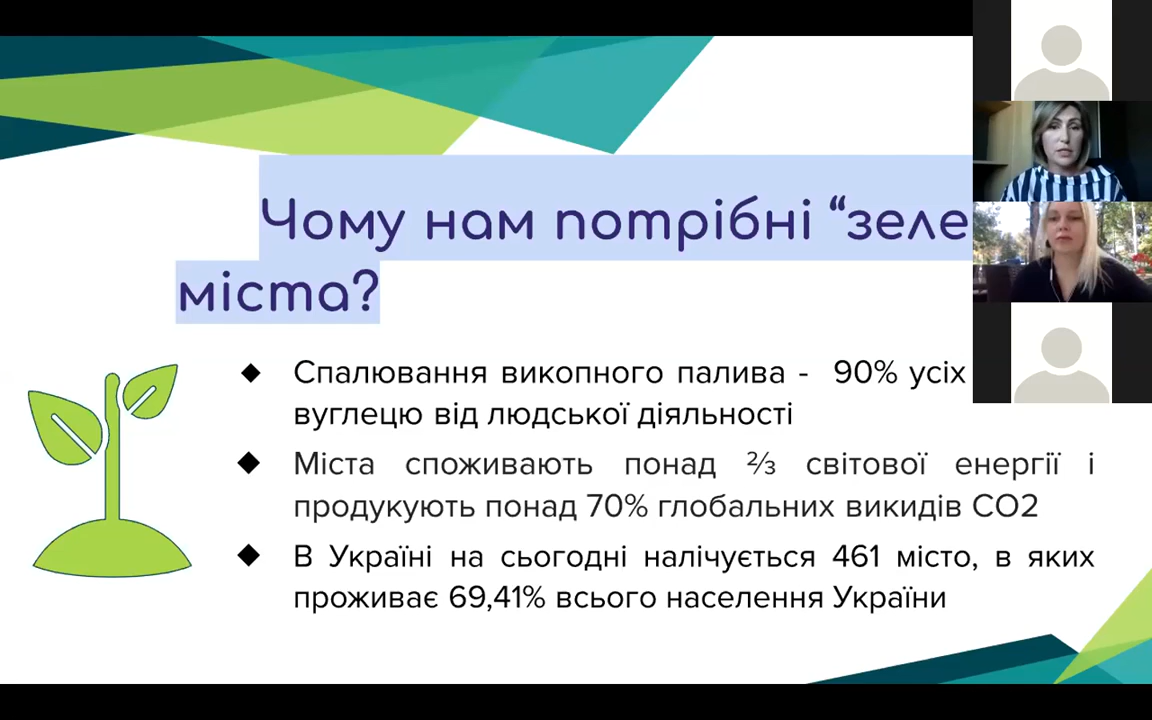 Чому нам потрібні “зеле
міста?
Спалювання викопного палива - 90% усіх
вуглецю від людської діяльності
Міста споживають понад ⅔ світової енергії і
продукують понад 70% глобальних викидів СО2
В Україні на сьогодні налічується 461 місто, в яких
проживає 69,41% всього населення України